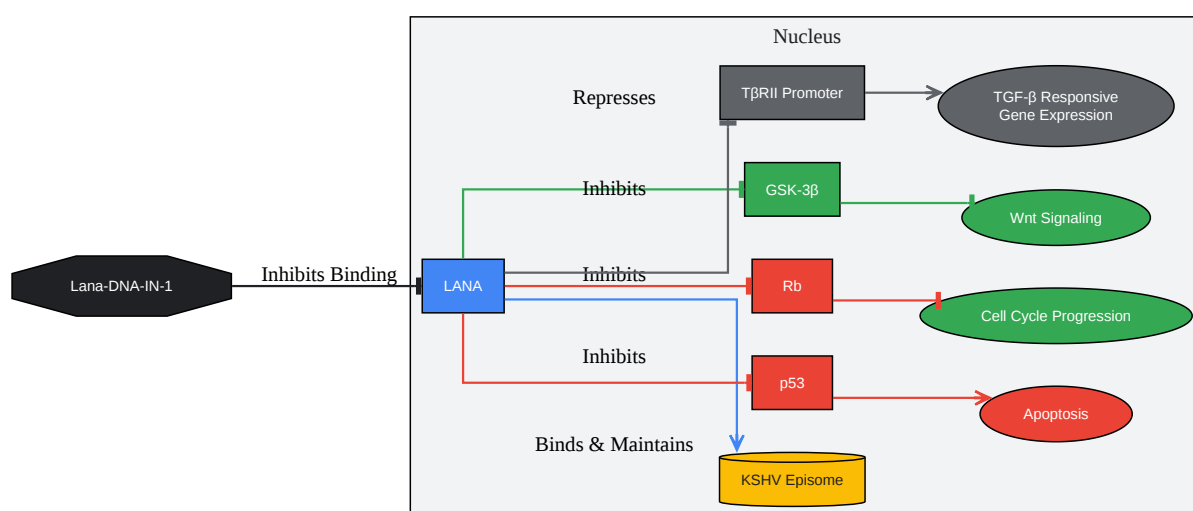 Nucleus
Represses
TβRII Promoter
TGF-β Responsive
Gene Expression
Inhibits
GSK-3β
Wnt Signaling
Lana-DNA-IN-1
Inhibits Binding
LANA
Inhibits
Rb
Cell Cycle Progression
Inhibits
p53
Apoptosis
Binds & Maintains
KSHV Episome